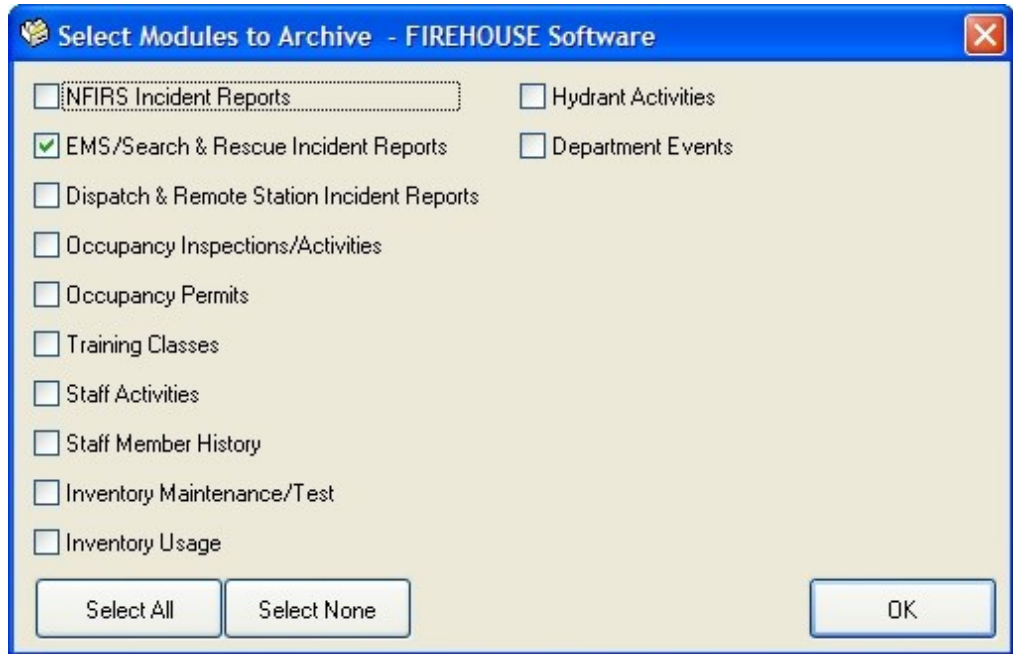 Select Modules to Archive - FIREHOUSE Software
NFIRS Incident Reports
EMS/Search & Rescue Incident Reports
Dispatch & Remote Station Incident Reports
Occupancy Inspections/Activities
Occupancy Permits
Training Classes
Staff Activities
Staff Member History
Inventory Maintenance/Test
Inventory Usage
Hydrant Activities
Department Events
Select All
Select None
OK